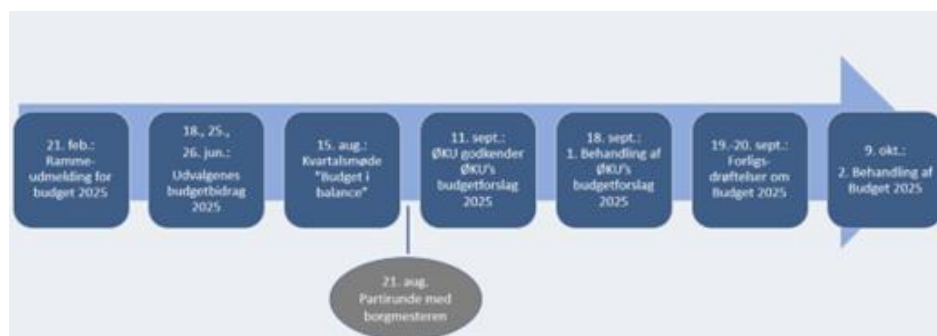 21. feb.:
Ramme-
udmelding for
budget 2025
18., 25.,
26. jun.:
Udvalgenes
budgetbidrag
2025
15. aug.:
Kvartalsmøde
"Budget i
balance"
21. aug.
Partirunde med
borgmesteren
11. sept.:
ØKU godkender
ØKU's
budgetforslag
2025
18. sept.:
1. Behandling af
ØKU's
budgetforslag
2025
19.-20. sept.:
Forligs-
drøftelser om
Budget 2025
9. okt.:
2. Behandling af
Budget 2025